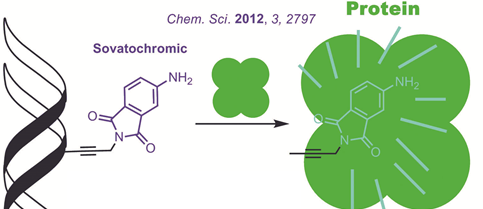 Protein
Chem. Sci. 2012, 3, 2797
Sovatochromic
NH₂
O
N
O
NH₂
O
N
O